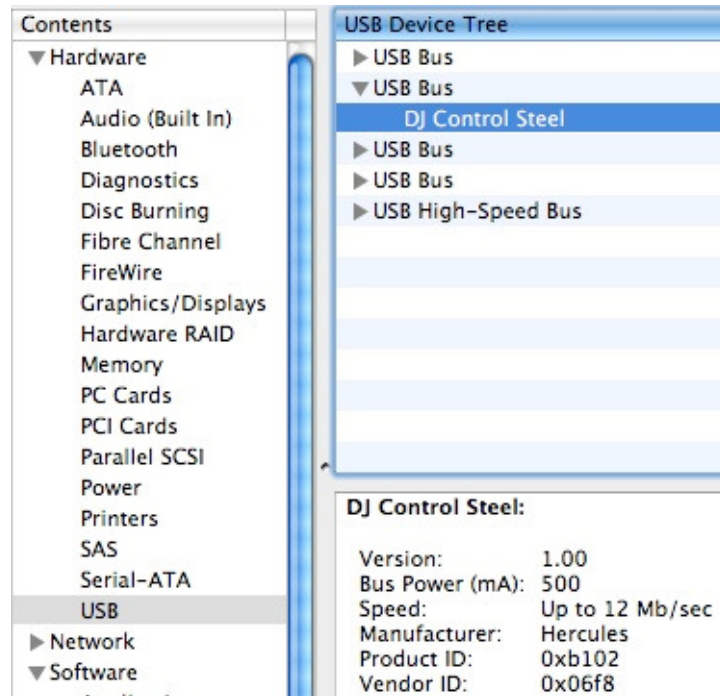 Contents
Hardware
ATA
Audio (Built In)
Bluetooth
Diagnostics
Disc Burning
Fibre Channel
FireWire
Graphics/Displays
Hardware RAID
Memory
PC Cards
PCI Cards
Parallel SCSI
Power
Printers
SAS
Serial-ATA
USB
Network
Software
USB Device Tree
USB Bus
USB Bus
DJ Control Steel
USB Bus
USB Bus
USB High-Speed Bus
DJ Control Steel:
Version: 1.00
Bus Power (mA): 500
Speed: Up to 12 Mb/sec
Manufacturer: Hercules
Product ID: 0xb102
Vendor ID: 0x06f8